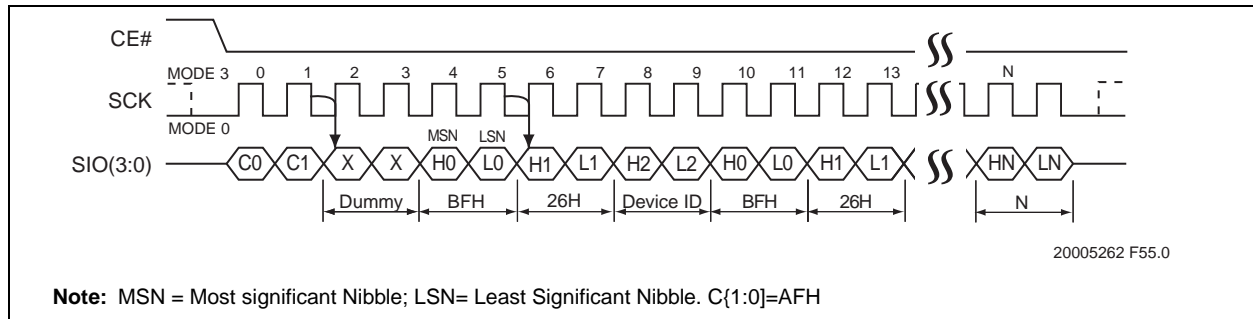 CE#
MODE 3 0 1 2 3 4 5 6 7 8 9 10 11 12 13 N
SCK
MODE 0
MSN LSN
SIO(3:0) C0 C1 X X H0 L0 H1 L1 H2 L2 H0 L0 H1 L1 HN LN
Dummy BFH 26H Device ID BFH 26H N
20005262 F55.0
Note: MSN = Most significant Nibble; LSN= Least Significant Nibble. C{1:0]=AFH